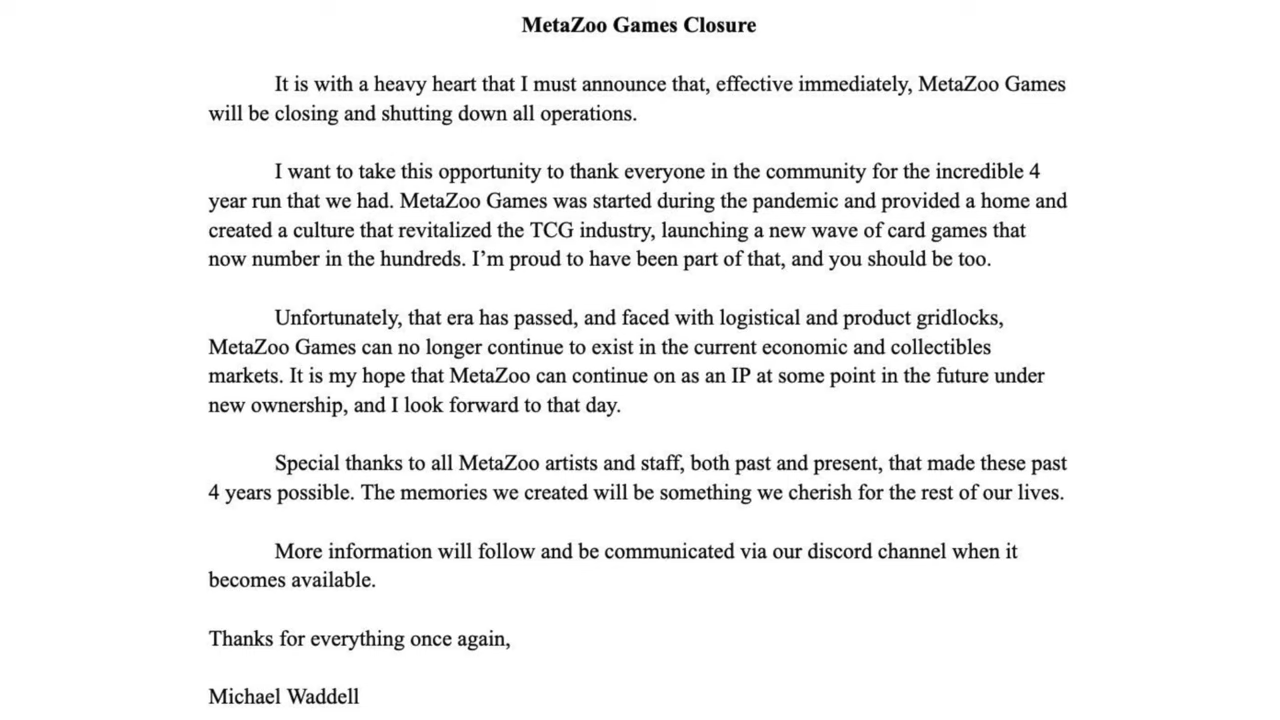 MetaZoo Games Closure
It is with a heavy heart that I must announce that, effective immediately, MetaZoo Games
will be closing and shutting down all operations.
I want to take this opportunity to thank everyone in the community for the incredible 4
year run that we had. MetaZoo Games was started during the pandemic and provided a home and
created a culture that revitalized the TCG industry, launching a new wave of card games that
now number in the hundreds. I’m proud to have been part of that, and you should be too.
Unfortunately, that era has passed, and faced with logistical and product gridlocks,
MetaZoo Games can no longer continue to exist in the current economic and collectibles
markets. It is my hope that MetaZoo can continue on as an IP at some point in the future under
new ownership, and I look forward to that day.
Special thanks to all MetaZoo artists and staff, both past and present, that made these past
4 years possible. The memories we created will be something we cherish for the rest of our lives.
More information will follow and be communicated via our discord channel when it
becomes available.
Thanks for everything once again,
Michael Waddell